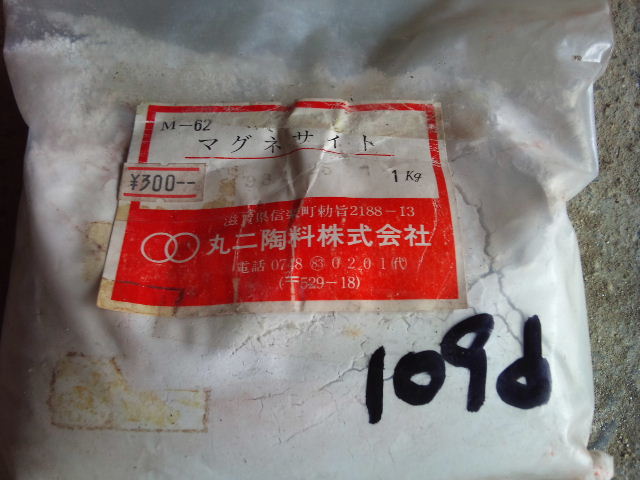 M-62
マグネサイト
¥300--
1Kg
滋賀県信楽町勅旨2188-13
丸二陶料株式会社
電話 0748 83 0201(代)
(〒529-18)
109d